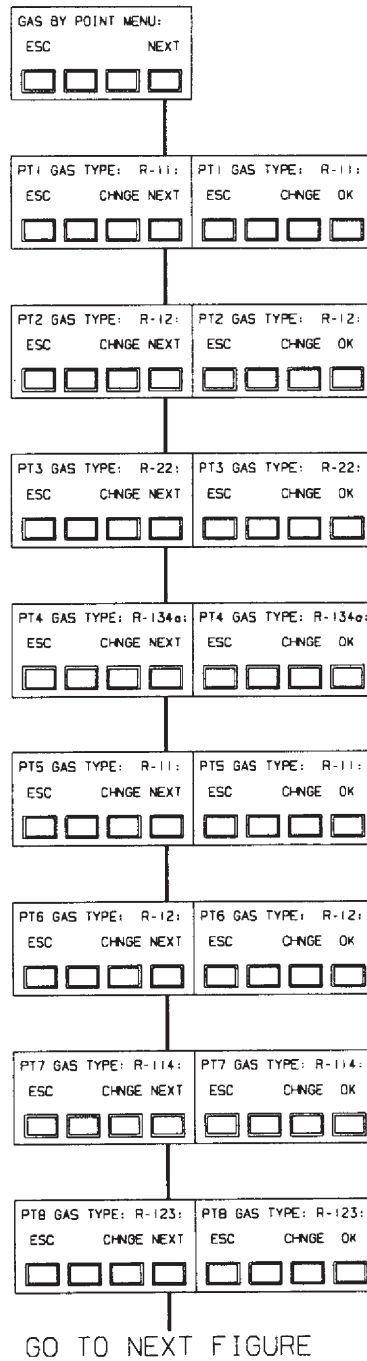 GAS BY POINT MENU:
ESC NEXT
PT1 GAS TYPE: R-11: PT1 GAS TYPE: R-11:
ESC CHNGE NEXT ESC CHNGE OK
PT2 GAS TYPE: R-12: PT2 GAS TYPE: R-12:
ESC CHNGE NEXT ESC CHNGE OK
PT3 GAS TYPE: R-22: PT3 GAS TYPE: R-22:
ESC CHNGE NEXT ESC CHNGE OK
PT4 GAS TYPE: R-134a: PT4 GAS TYPE: R-134a:
ESC CHNGE NEXT ESC CHNGE OK
PT5 GAS TYPE: R-11: PT5 GAS TYPE: R-11:
ESC CHNGE NEXT ESC CHNGE OK
PT6 GAS TYPE: R-12: PT6 GAS TYPE: R-12:
ESC CHNGE NEXT ESC CHNGE OK
PT7 GAS TYPE: R-114: PT7 GAS TYPE: R-114:
ESC CHNGE NEXT ESC CHNGE OK
PT8 GAS TYPE: R-123: PT8 GAS TYPE: R-123:
ESC CHNGE NEXT ESC CHNGE OK
GO TO NEXT FIGURE